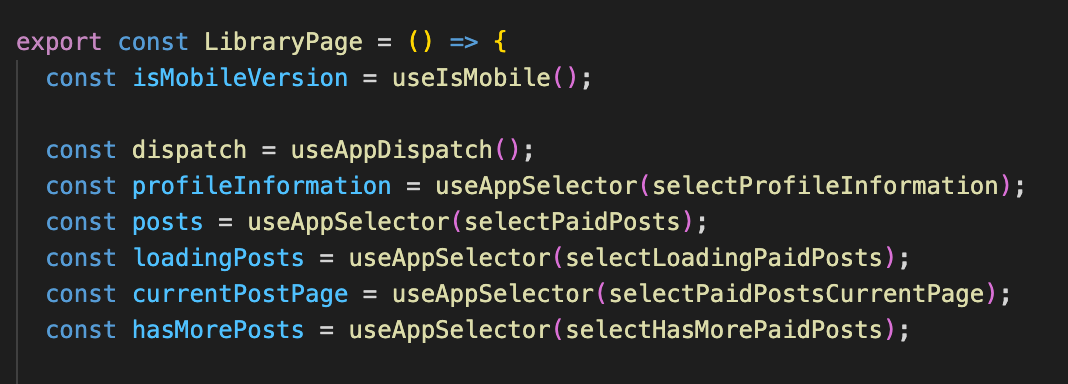 export const LibraryPage = () => {
const isMobileVersion = useIsMobile();
const dispatch = useAppDispatch();
const profileInformation = useAppSelector(selectProfileInformation);
const posts = useAppSelector(selectPaidPosts);
const loadingPosts = useAppSelector(selectLoadingPaidPosts);
const currentPostPage = useAppSelector(selectPaidPostsCurrentPage);
const hasMorePosts = useAppSelector(selectHasMorePaidPosts);